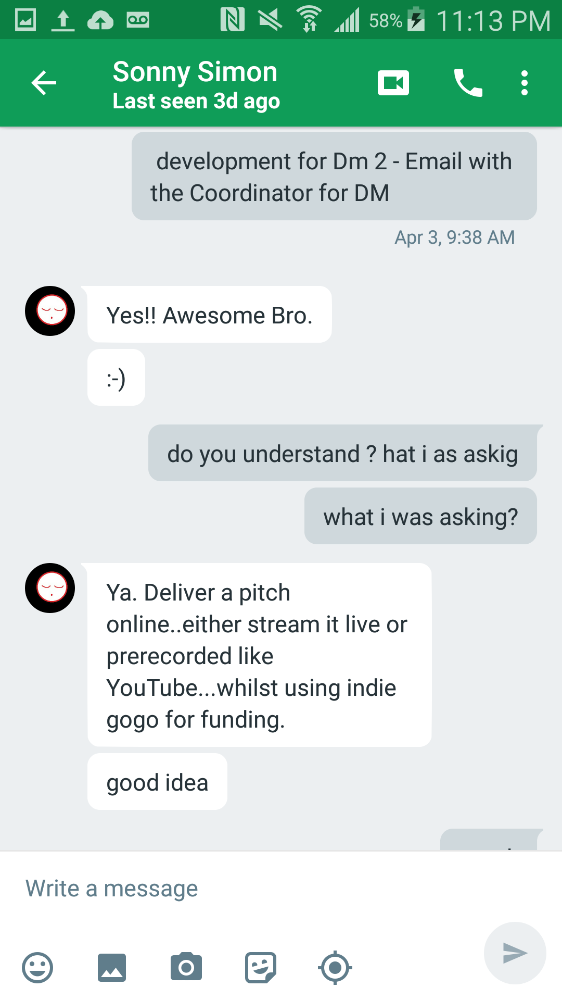 58% 11:13 PM
Sonny Simon
Last seen 3d ago
development for Dm 2 - Email with
the Coordinator for DM
Apr 3, 9:38 AM
Yes!! Awesome Bro.
:-)
do you understand ? hat i as askig
what i was asking?
Ya. Deliver a pitch
online..either stream it live or
prerecorded like
YouTube...whilst using indie
gogo for funding.
good idea
Write a message